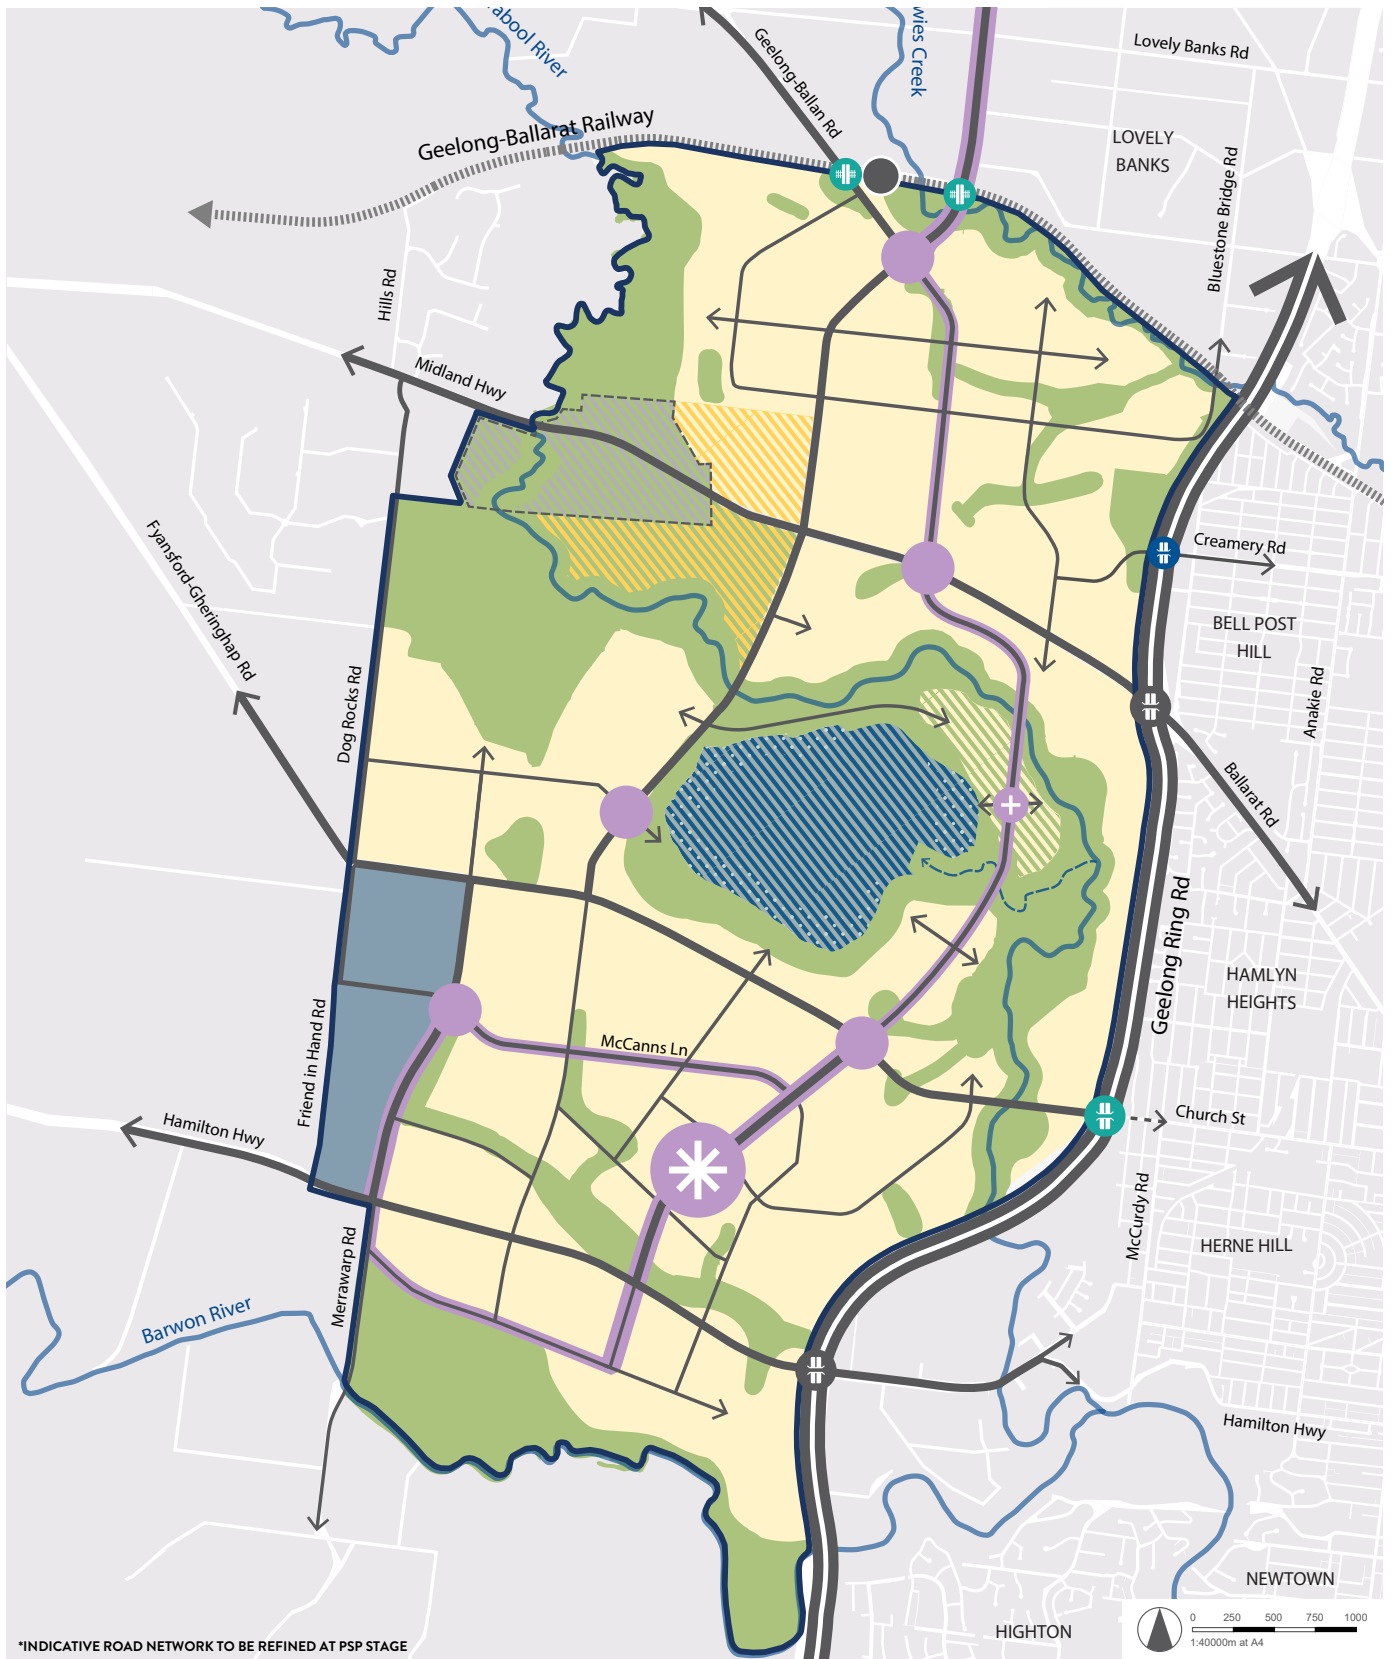 Lovely Banks Rd
LOVELY
BANKS
Geelong-Ballan Rd
Geelong-Ballarat Railway
Bluestone Bridge Rd
Hills Rd
Midland Hwy
Fyansford-Gheringhap Rd
Creamery Rd
BELL POST
HILL
Anakie Rd
Dog Rocks Rd
Ballarat Rd
Geelong Ring Rd
HAMLYN
HEIGHTS
Friend in Hand Rd
McCanns Ln
Hamilton Hwy
Church St
McCurdy Rd
HERNE HILL
Merrawarp Rd
Barwon River
Hamilton Hwy
NEWTOWN
HIGHTON
0 250 500 750 1000
1:40000m at A4
*INDICATIVE ROAD NETWORK TO BE REFINED AT PSP STAGE
abool River
wies Creek